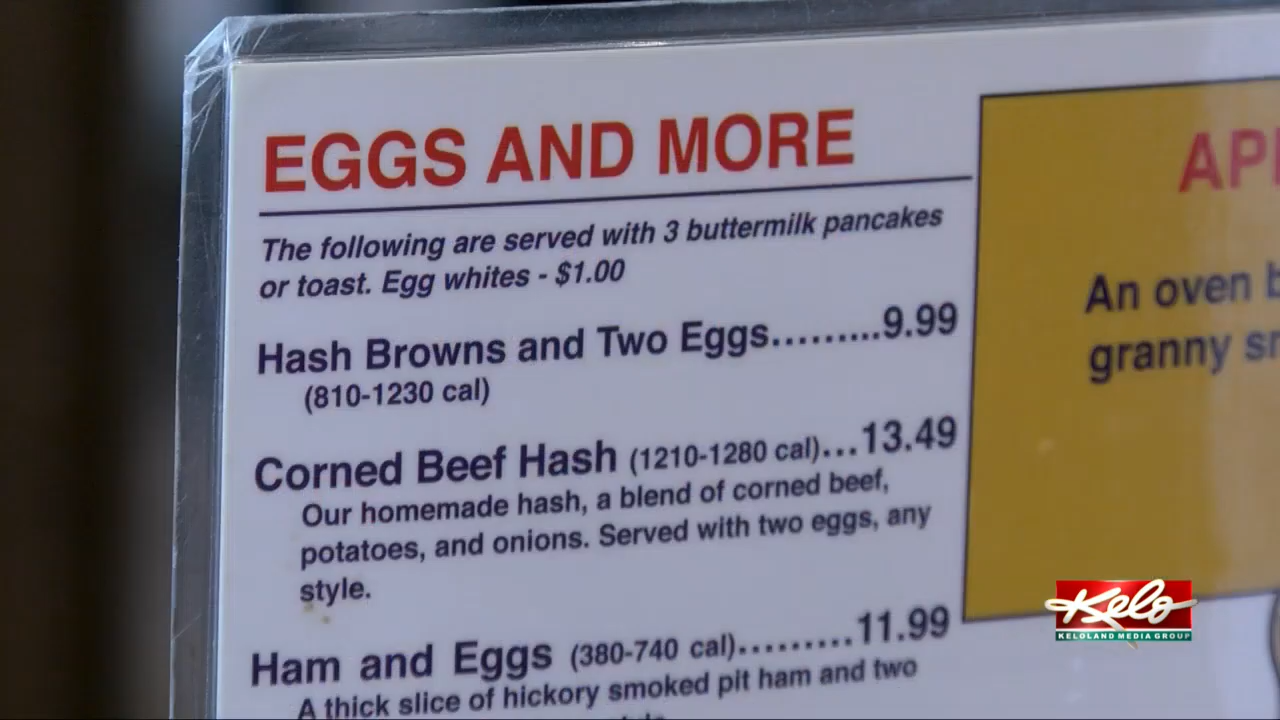 EGGS AND MORE
The following are served with 3 buttermilk pancakes
or toast. Egg whites - $1.00
Hash Browns and Two Eggs.........9.99
(810-1230 cal)
Corned Beef Hash (1210-1280 cal)...13.49
Our homemade hash, a blend of corned beef,
potatoes, and onions. Served with two eggs, any
style.
Ham and Eggs (380-740 cal).........11.99
A thick slice of hickory smoked pit ham and two
An oven
granny
Kelo
KELOLAND MEDIA GROUP